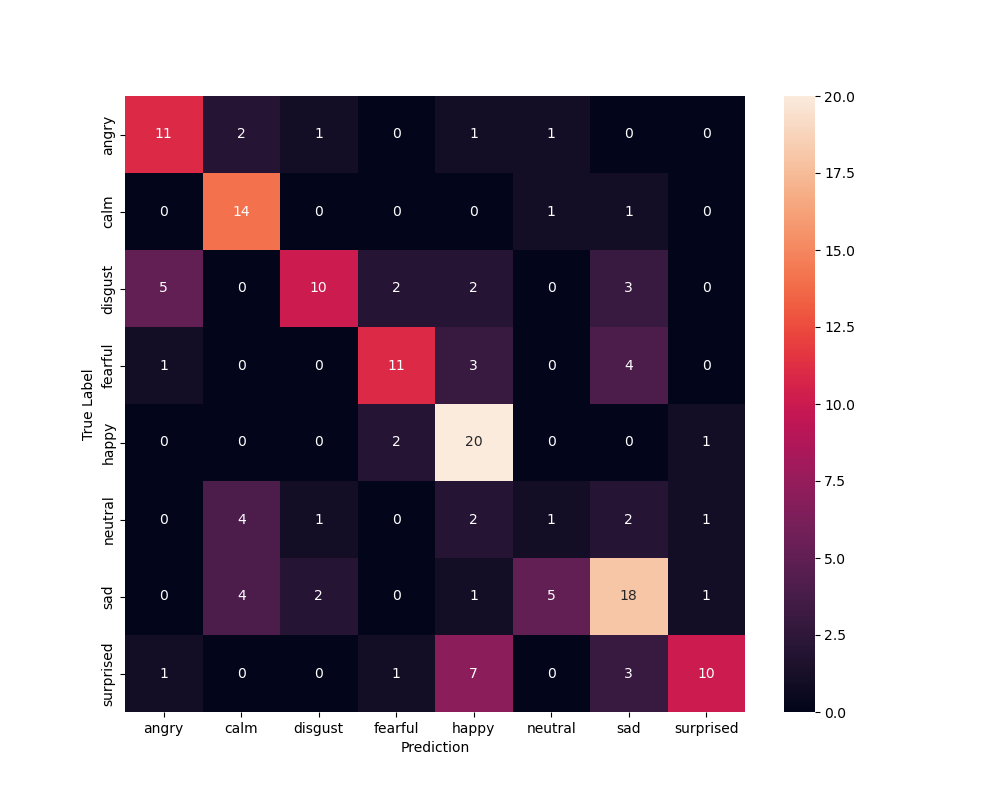 True Label
angry 11 2 1 0 1 1 0 0
calm 0 14 0 0 0 1 1 0
disgust 5 0 10 2 2 0 3 0
fearful 1 0 0 11 3 0 4 0
happy 0 0 0 2 20 0 0 1
neutral 0 4 1 0 2 1 2 1
sad 0 4 2 0 1 5 18 1
surprised 1 0 0 1 7 0 3 10
angry calm disgust fearful happy neutral sad surprised
Prediction
20.0
17.5
15.0
12.5
10.0
7.5
5.0
2.5
0.0